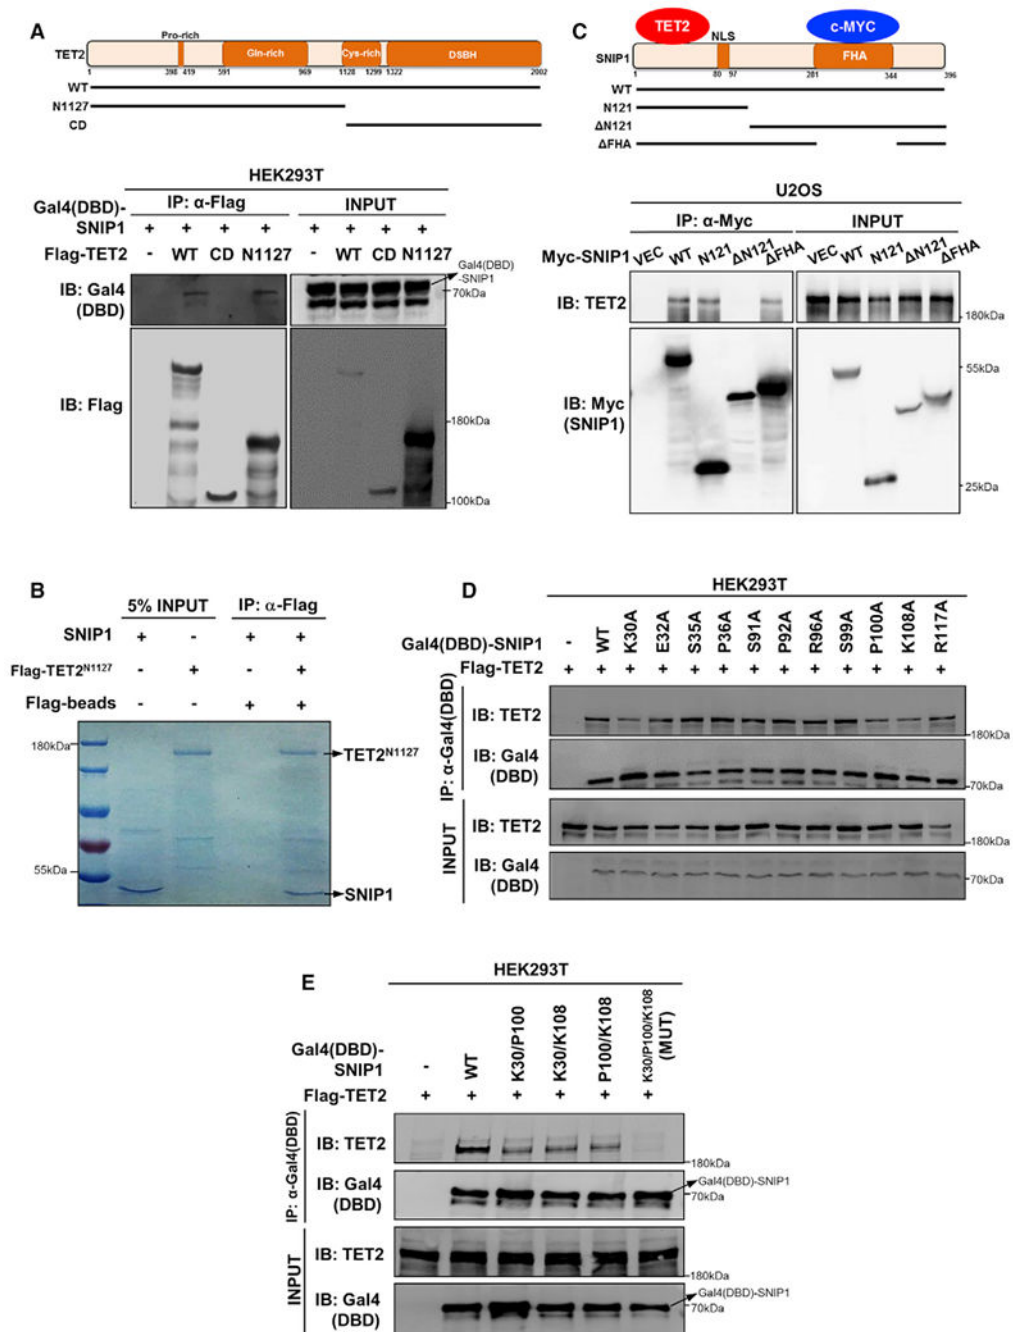 A
Pro-rich
TET2 Gln-rich Cys-rich DSBH
1 398 419 591 969 1128 1299 1322 2002
WT
N1127
CD
HEK293T
IP: α-Flag INPUT
Gal4(DBD)-
SNIP1 + + + + + + + +
Flag-TET2 - WT CD N1127 - WT CD N1127
Gal4(DBD)
-SNIP1
IB: Gal4
(DBD)
70kDa
IB: Flag
180kDa
100kDa
C
TET2 c-MYC
NLS
SNIP1 FHA
1 80 97 281 344 396
WT
N121
ΔN121
ΔFHA
U2OS
IP: α-Myc INPUT
Myc-SNIP1 VEC WT N121 ΔN121 ΔFHA VEC WT N121 ΔN121 ΔFHA
IB: TET2
180kDa
55kDa
IB: Myc
(SNIP1)
25kDa
B
5% INPUT IP: α-Flag
SNIP1 + - + +
Flag-TET2N1127 - + - +
Flag-beads - - + +
180kDa
TET2N1127
55kDa
SNIP1
D
HEK293T
Gal4(DBD)-SNIP1 - WT K30A E32A S35A P36A S91A P92A R96A S99A P100A K108A R117A
Flag-TET2 + + + + + + + + + + + + +
IP: α-Gal4(DBD)
IB: TET2
180kDa
IB: Gal4
(DBD)
70kDa
INPUT
IB: TET2
180kDa
IB: Gal4
(DBD)
70kDa
E
HEK293T
Gal4(DBD)-
SNIP1 - WT K30/P100 K30/K108 P100/K108 K30/P100/K108
(MUT)
Flag-TET2 + + + + + +
IP: α-Gal4(DBD)
IB: TET2
180kDa
IB: Gal4
(DBD)
Gal4(DBD)-SNIP1
70kDa
INPUT
IB: TET2
180kDa
IB: Gal4
(DBD)
Gal4(DBD)-SNIP1
70kDa